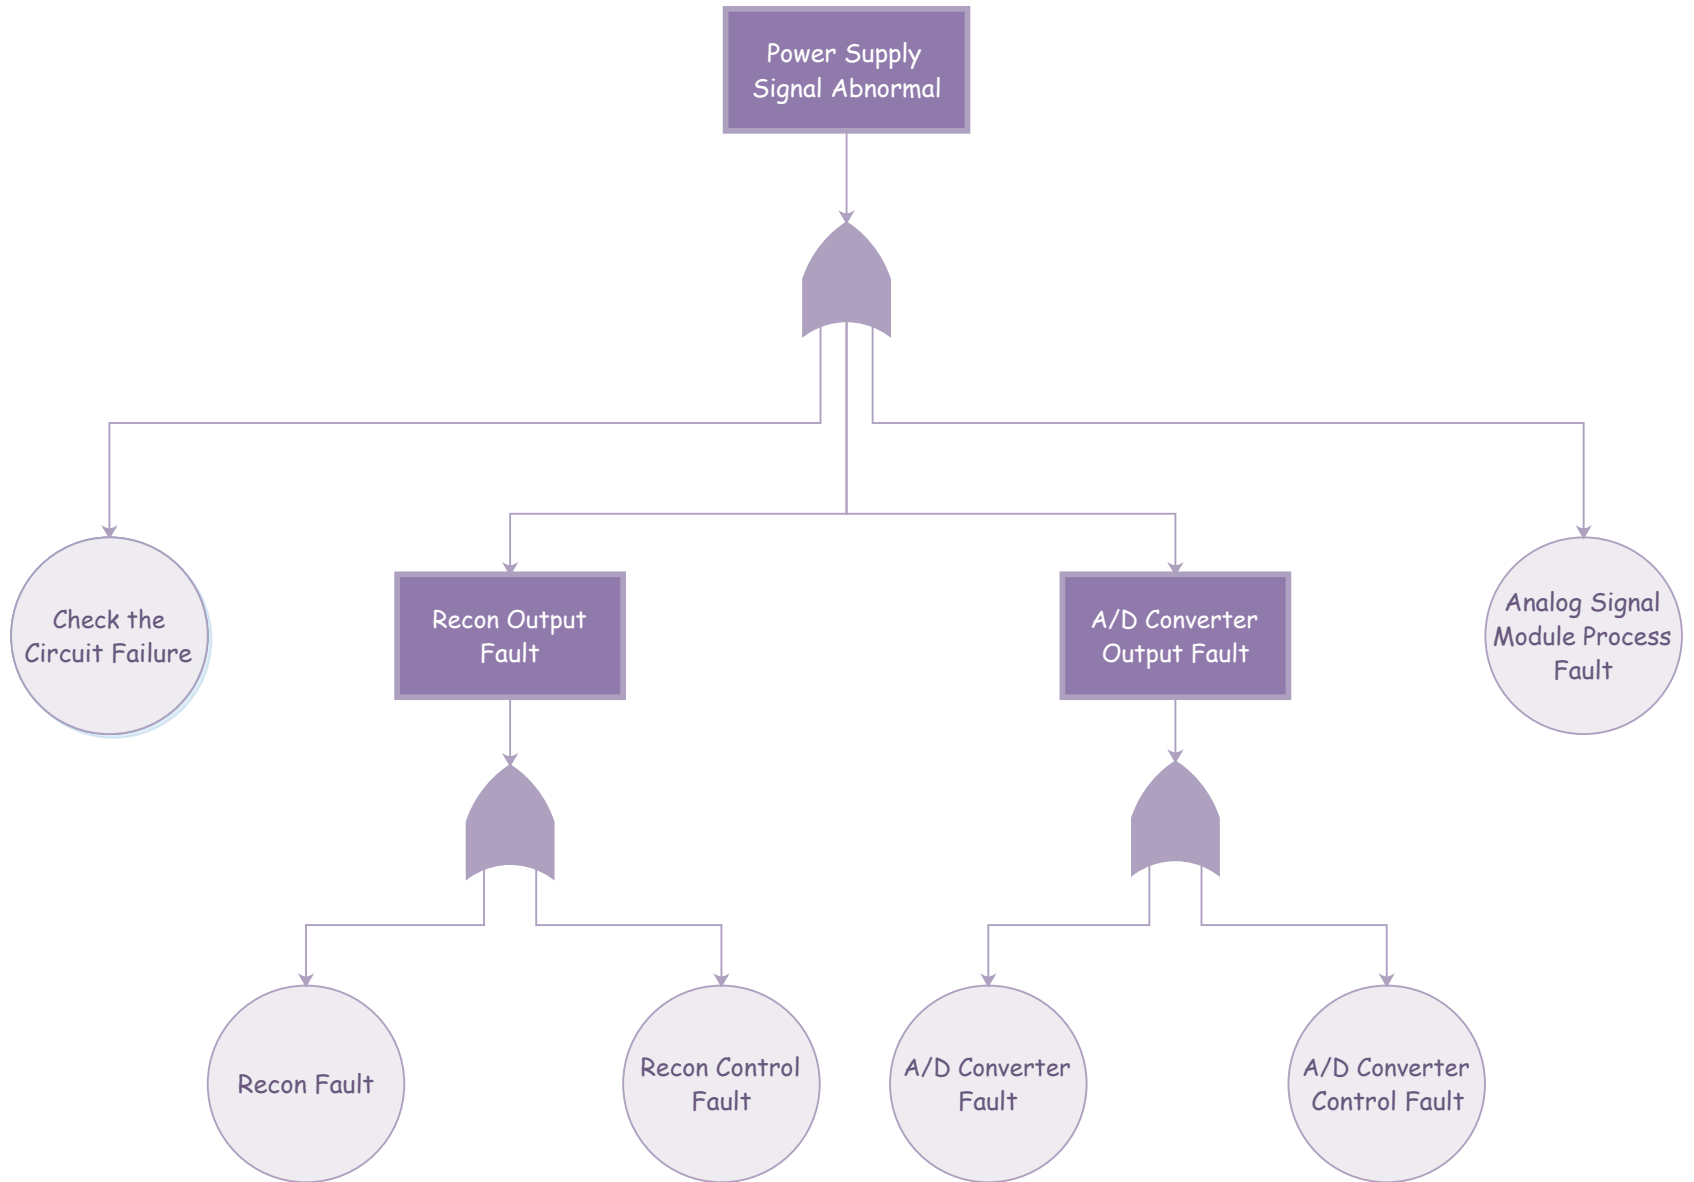 Power Supply
Signal Abnormal
Check the
Circuit Failure
Recon Output
Fault
A/D Converter
Output Fault
Analog Signal
Module Process
Fault
Recon Fault
Recon Control
Fault
A/D Converter
Fault
A/D Converter
Control Fault